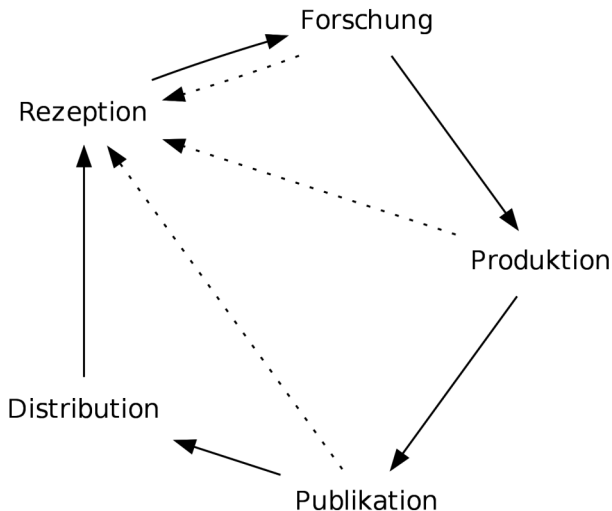 Forschung
Rezeption
Produktion
Distribution
Publikation